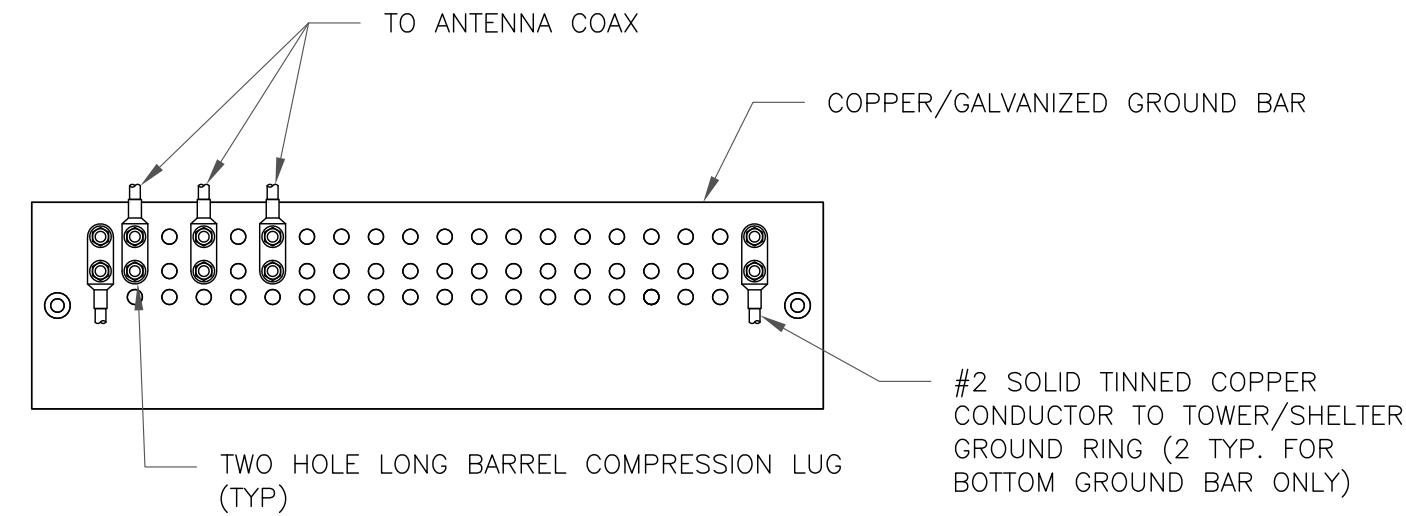 TO ANTENNA COAX
COPPER/GALVANIZED GROUND BAR
#2 SOLID TINNED COPPER
CONDUCTOR TO TOWER/SHELTER
GROUND RING (2 TYP. FOR
BOTTOM GROUND BAR ONLY)
TWO HOLE LONG BARREL COMPRESSION LUG
(TYP)